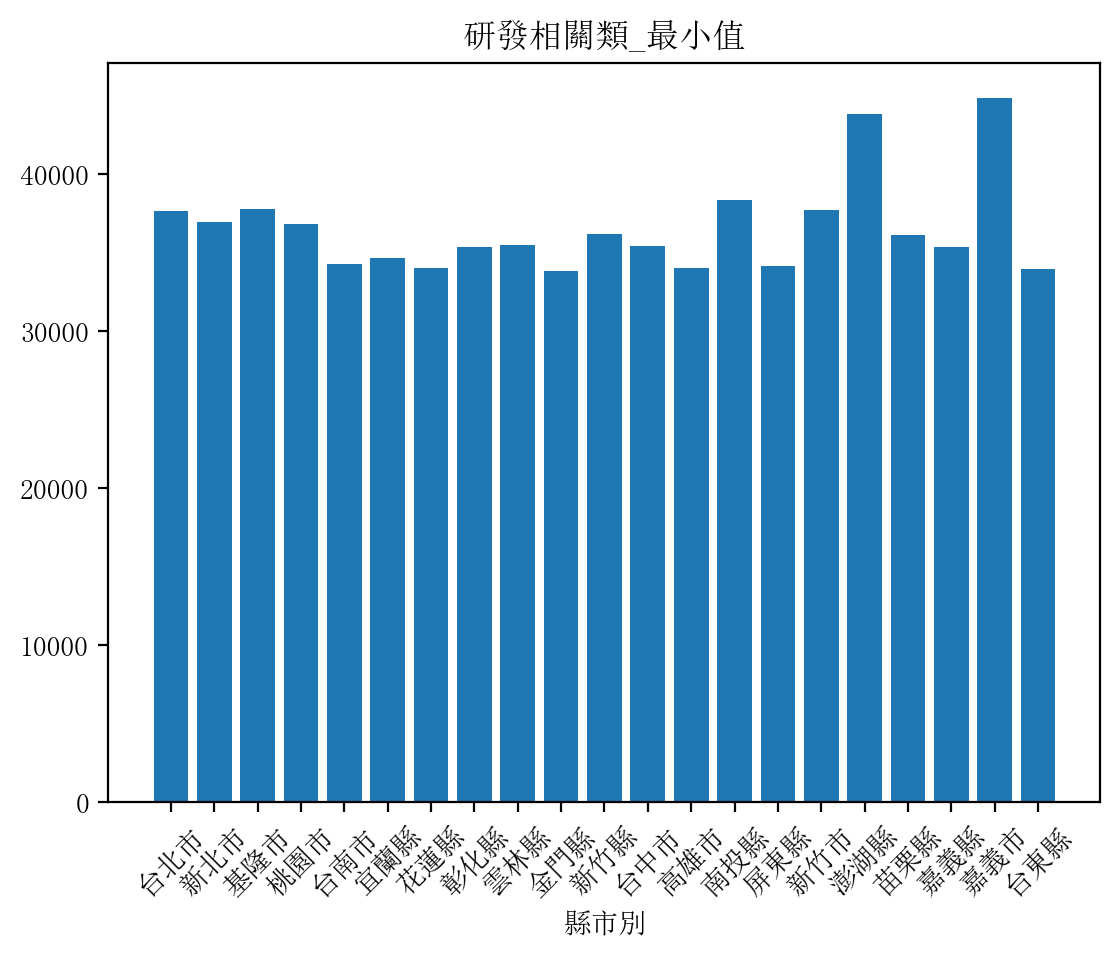 研發相關類_最小值
40000
30000
20000
10000
0
台北市
新北市
基隆市
桃園市
台南市
宜蘭縣
花蓮縣
彰化縣
雲林縣
金門縣
新竹縣
台中市
高雄市
南投縣
屏東縣
新竹市
澎湖縣
苗栗縣
嘉義縣
嘉義市
台東縣
縣市別